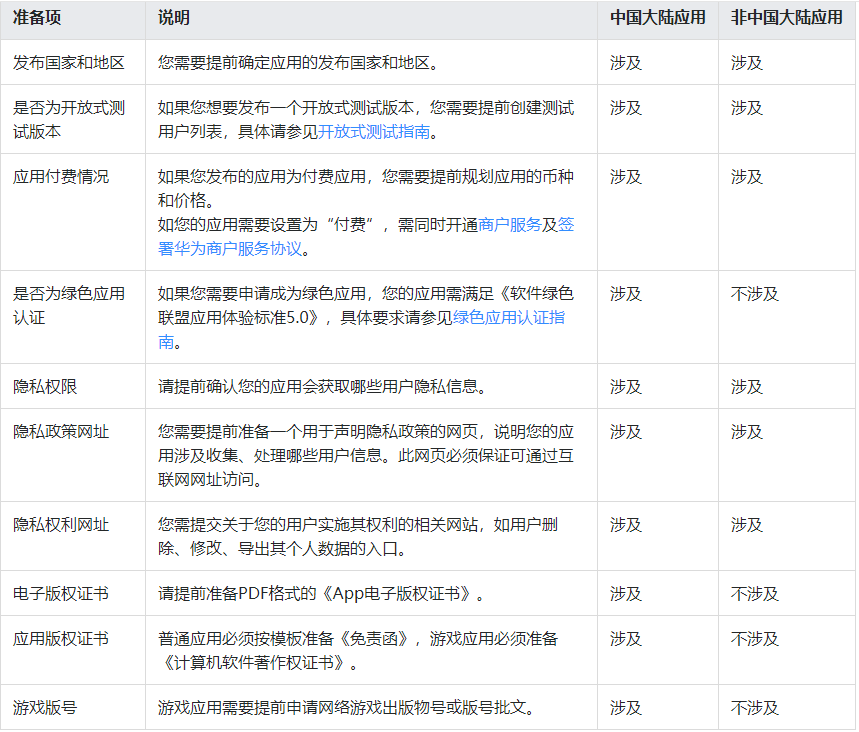 准备项 说明 中国大陆应用 非中国大陆应用
发布国家和地区 您需要提前确定应用的发布国家和地区。 涉及 涉及
是否为开放式测 如果您想要发布一个开放式测试版本，您需要提前创建测试 涉及 涉及
试版本 用户列表，具体请参见开放式测试指南。
应用付费情况 如果您发布的应用为付费应用，您需要提前规划应用的币种 涉及 涉及
和价格。
如您的应用需要设置为“付费”，需同时开通商户服务及签
署华为商户服务协议。
是否为绿色应用 如果您需要申请成为绿色应用，您的应用需满足《软件绿色 涉及 不涉及
认证 联盟应用体验标准5.0》，具体要求请参见绿色应用认证指
南。
隐私权限 请提前确认您的应用会获取哪些用户隐私信息。 涉及 涉及
隐私政策网址 您需要提前准备一个用于声明隐私政策的网页，说明您的应 涉及 涉及
用涉及收集、处理哪些用户信息。此网页必须保证可通过互
联网网址访问。
隐私权利网址 您需提交关于您的用户实施其权利的相关网站，如用户删 涉及 涉及
除、修改、导出其个人数据的入口。
电子版权证书 请提前准备PDF格式的《App电子版权证书》。 涉及 不涉及
应用版权证书 普通应用必须按模板准备《免责函》，游戏应用必须准备 涉及 不涉及
《计算机软件著作权证书》。
游戏版号 游戏应用需要提前申请网络游戏出版物号或版号批文。 涉及 不涉及